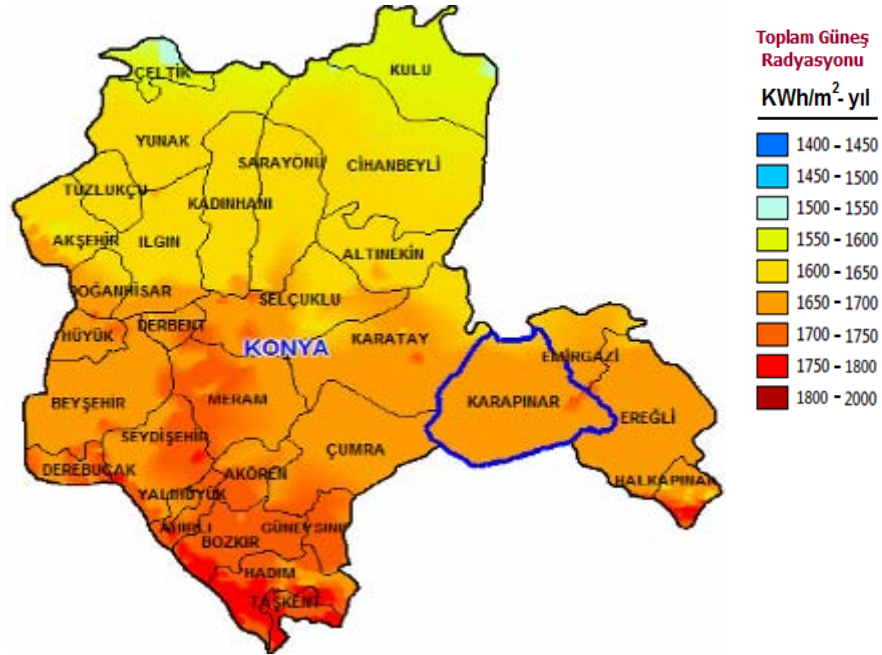 Toplam Güneş
Radyasyonu
KWh/m²- yıl
1400 - 1450
1450 - 1500
1500 - 1550
1550 - 1600
1600 - 1650
1650 - 1700
1700 - 1750
1750 - 1800
1800 - 2000
ÇELTİK
KULU
YUNAK
SARAYÖNÜ
CİHANBEYLİ
TUZLUKÇU
KADINHANI
AKŞEHİR
ILGIN
ALTINEKİN
DOĞANHİSAR
SELÇUKLU
HÜYÜK
DERBENT
KONYA
KARATAY
EMİRGAZİ
BEYŞEHİR
MERAM
KARAPINAR
EREĞLİ
SEYDİŞEHİR
ÇUMRA
DEREBUCAK
AKÖREN
HALKAPINAR
YALIHÜYÜK
AHIRLI
BOZKIR
GÜNEYSINIR
HADIM
TAŞKENT